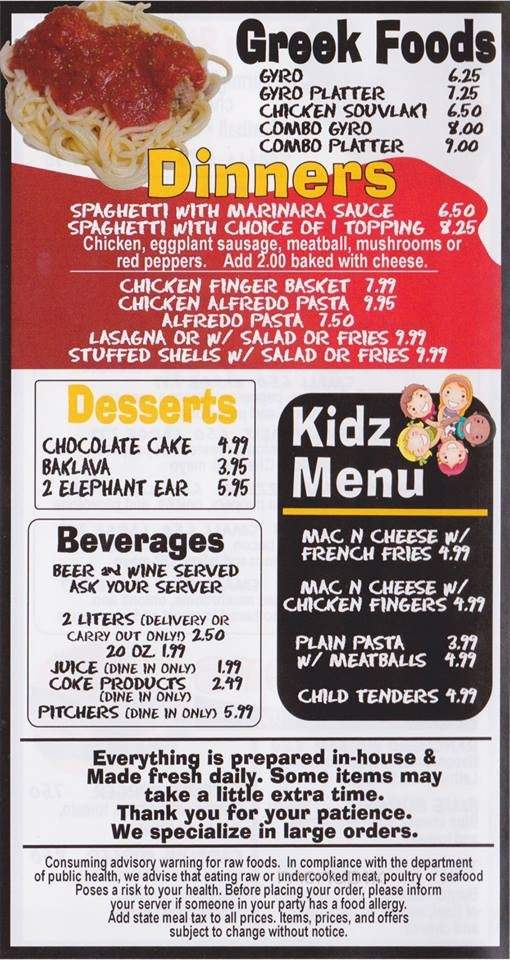 Greek Foods
GYRO 6.25
GYRO PLATTER 7.25
CHICKEN SOUVLAKI 6.50
COMBO GYRO 8.00
COMBO PLATTER 9.00
Dinners
SPAGHETTI WITH MARINARA SAUCE 6.50
SPAGHETTI WITH CHOICE OF 1 TOPPING 8.25
Chicken, eggplant sausage, meatball, mushrooms or
red peppers. Add 2.00 baked with cheese.
CHICKEN FINGER BASKET 7.99
CHICKEN ALFREDO PASTA 9.95
ALFREDO PASTA 7.50
LASAGNA OR W/ SALAD OR FRIES 9.99
STUFFED SHELLS W/ SALAD OR FRIES 9.99
Desserts
CHOCOLATE CAKE 4.99
BAKLAVA 3.95
2 ELEPHANT EAR 5.95
Beverages
BEER and WINE SERVED
ASK YOUR SERVER
2 LITERS (DELIVERY OR
CARRY OUT ONLY!) 2.50
20 OZ. 1.99
JUICE (DINE IN ONLY) 1.99
COKE PRODUCTS 2.49
(DINE IN ONLY)
PITCHERS (DINE IN ONLY) 5.99
Kidz
Menu
MAC N CHEESE W/
FRENCH FRIES 4.99
MAC N CHEESE W/
CHICKEN FINGERS 4.99
PLAIN PASTA 3.99
W/ MEATBALLS 4.99
CHILD TENDERS 4.99
Everything is prepared in-house &
Made fresh daily. Some items may
take a little extra time.
Thank you for your patience.
We specialize in large orders.
Consuming advisory warning for raw foods. In compliance with the department
of public health, we advise that eating raw or undercooked meat, poultry or seafood
Poses a risk to your health. Before placing your order, please inform
your server if someone in your party has a food allergy.
Add state meal tax to all prices. Items, prices, and offers
subject to change without notice.